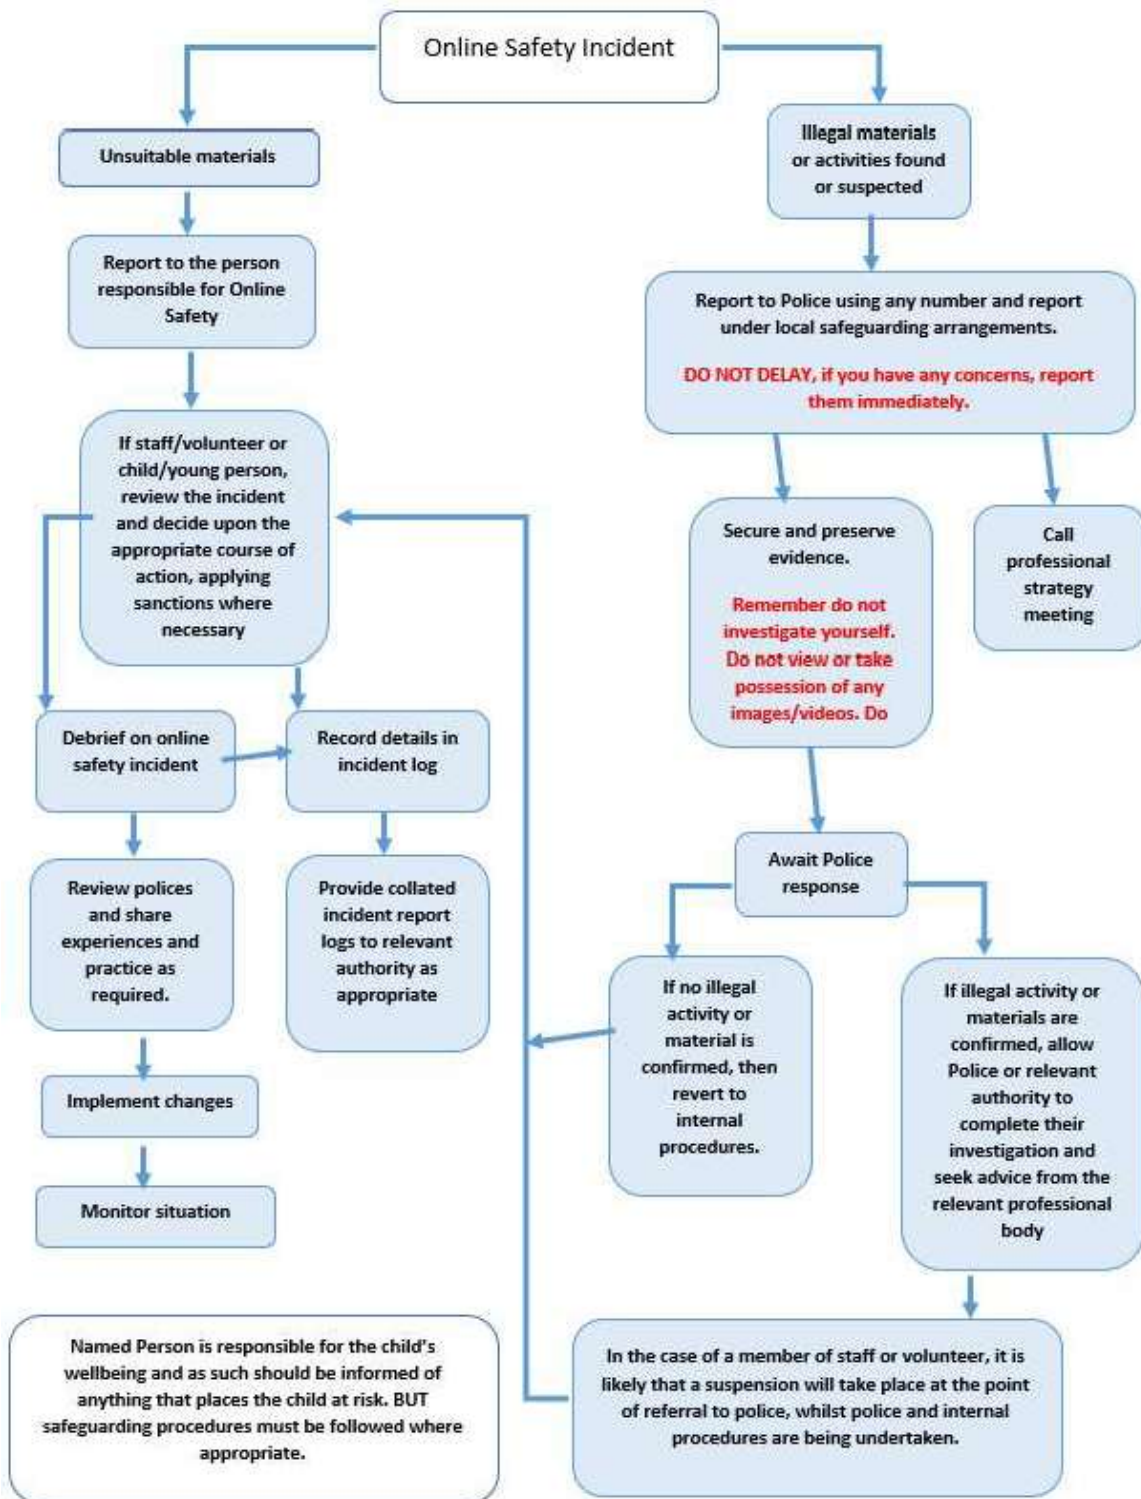 Online Safety Incident
Unsuitable materials
Illegal materials
or activities found
or suspected
Report to the person
responsible for Online
Safety
Report to Police using any number and report
under local safeguarding arrangements.
DO NOT DELAY, if you have any concerns, report
them immediately.
If staff/volunteer or
child/young person,
review the incident
and decide upon the
appropriate course of
action, applying
sanctions where
necessary
Secure and preserve
evidence.
Remember do not
investigate yourself.
Do not view or take
possession of any
images/videos. Do
Call
professional
strategy
meeting
Debrief on online
safety incident
Record details in
incident log
Await Police
response
Review polices
and share
experiences and
practice as
required.
Provide collated
incident report
logs to relevant
authority as
appropriate
If no illegal
activity or
material is
confirmed, then
revert to
internal
procedures.
If illegal activity or
materials are
confirmed, allow
Police or relevant
authority to
complete their
investigation and
seek advice from the
relevant professional
body
Implement changes
Monitor situation
Named Person is responsible for the child's
wellbeing and as such should be informed of
anything that places the child at risk. BUT
safeguarding procedures must be followed where
appropriate.
In the case of a member of staff or volunteer, it is
likely that a suspension will take place at the point
of referral to police, whilst police and internal
procedures are being undertaken.